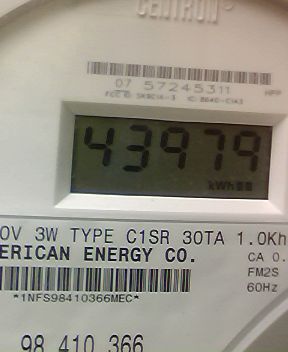 CENTRON
07 57245311
43979
kWh
0V 3W TYPE C1SR 30TA 1.0Kh
ERICAN ENERGY CO.
CA 0.
FM2S
*1NFS98410366MEC*
60Hz
98 410 366